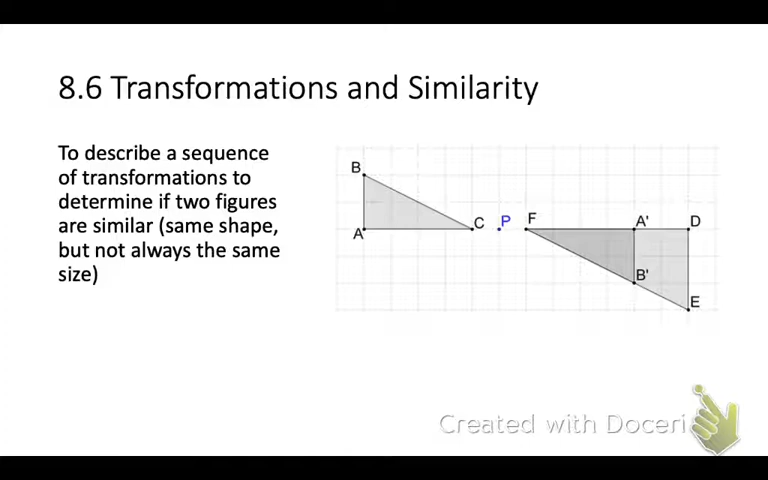 8.6 Transformations and Similarity
To describe a sequence
of transformations to
determine if two figures
are similar (same shape,
but not always the same
size)
B
A
C
P
F
A'
D
B'
E
Created with Doceri